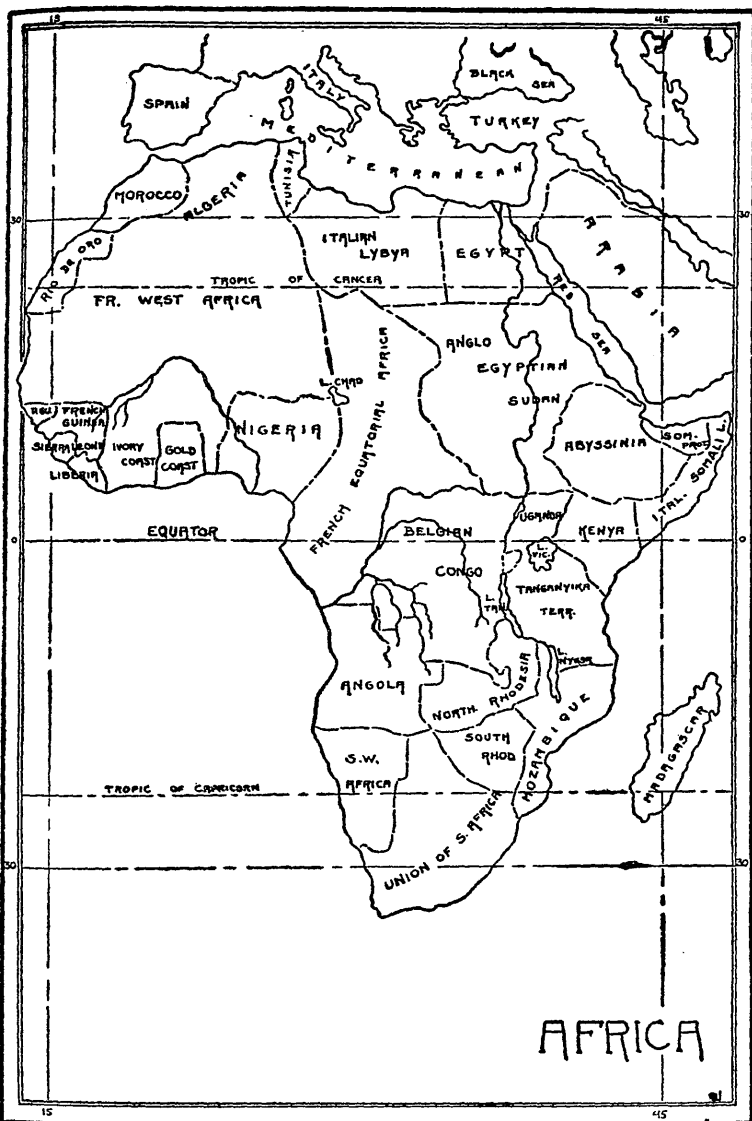 15
45
SPAIN
ITALY
BLACK
SEA
TURKEY
MEDITERRANEAN
TUNISIA
MOROCCO
ALGERIA
30
30
RIO DE ORO
ITALIAN
LYBYA
EGYPT
ARABIA
RED
SEA
TROPIC OF CANCER
FR. WEST AFRICA
ANGLO
EGYPTIAN
SUDAN
L. CHAD
FRENCH EQUATORIAL AFRICA
FRENCH
GUINEA
SIERRA LEONE
LIBERIA
IVORY
COAST
GOLD
COAST
NIGERIA
ABYSSINIA
SOM.
PROT.
ITAL. SOMALI L.
EQUATOR
BELGIAN
CONGO
UGANDA
KENYA
0
0
L.
VIC.
TANGANYIKA
TERR.
L.
TAN.
L.
NYASA
ANGOLA
NORTH RHODESIA
SOUTH
RHOD
MOZAMBIQUE
MADAGASCAR
S.W.
AFRICA
TROPIC OF CAPRICORN
UNION OF S. AFRICA
30
30
AFRICA
15
45